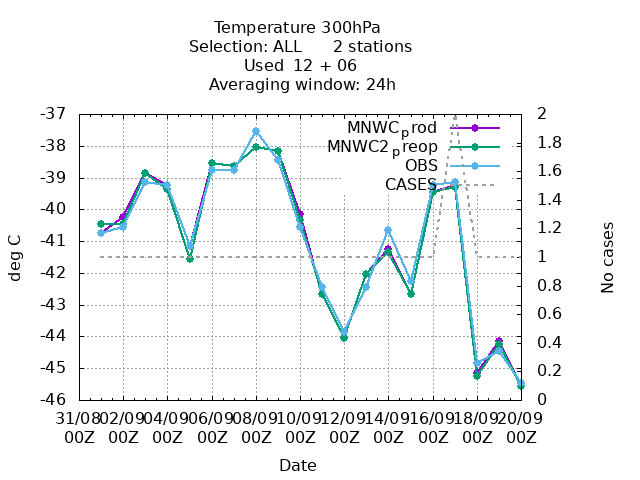 Temperature 300hPa
Selection: ALL 2 stations
Used 12 + 06
Averaging window: 24h
-37
-38
-39
-40
-41
-42
-43
-44
-45
-46
deg C
MNWC_prod
MNWC2_preop
OBS
CASES
2
1.8
1.6
1.4
1.2
1
0.8
0.6
0.4
0.2
0
No cases
31/08 02/09 04/09 06/09 08/09 10/09 12/09 14/09 16/09 18/09 20/09
00Z 00Z 00Z 00Z 00Z 00Z 00Z 00Z 00Z 00Z 00Z
Date